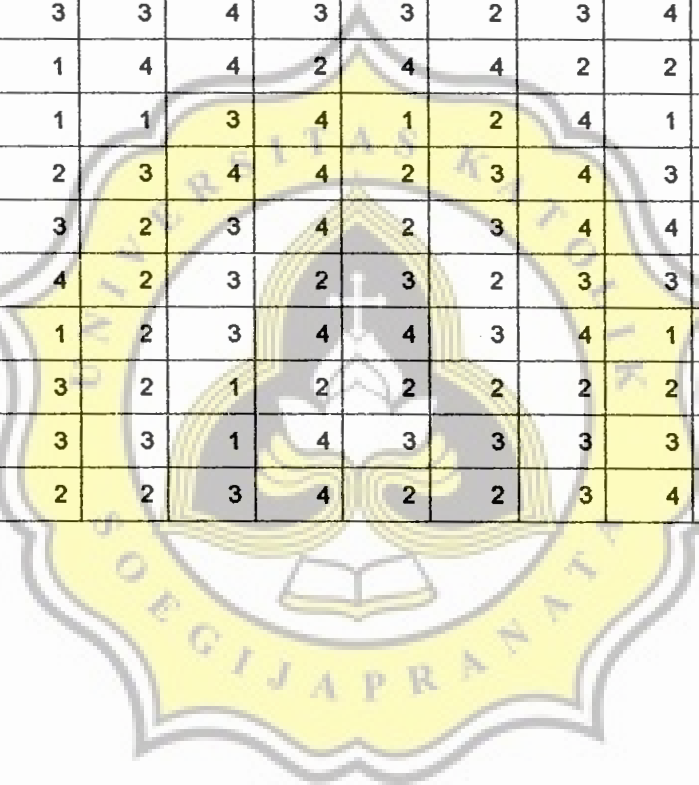 3 3 4 3 3 2 3 4
1 4 4 2 4 4 2 2
1 1 3 4 1 2 4 1
2 3 4 4 2 3 4 3
3 2 3 4 2 3 4 4
4 2 3 2 3 2 3 3
1 2 3 4 4 3 4 1
3 2 1 2 2 2 2 2
3 3 1 4 3 3 3 3
2 2 3 4 2 2 3 4
UNIVERSITAS KATOLIK
SOEGIJAPRANATA